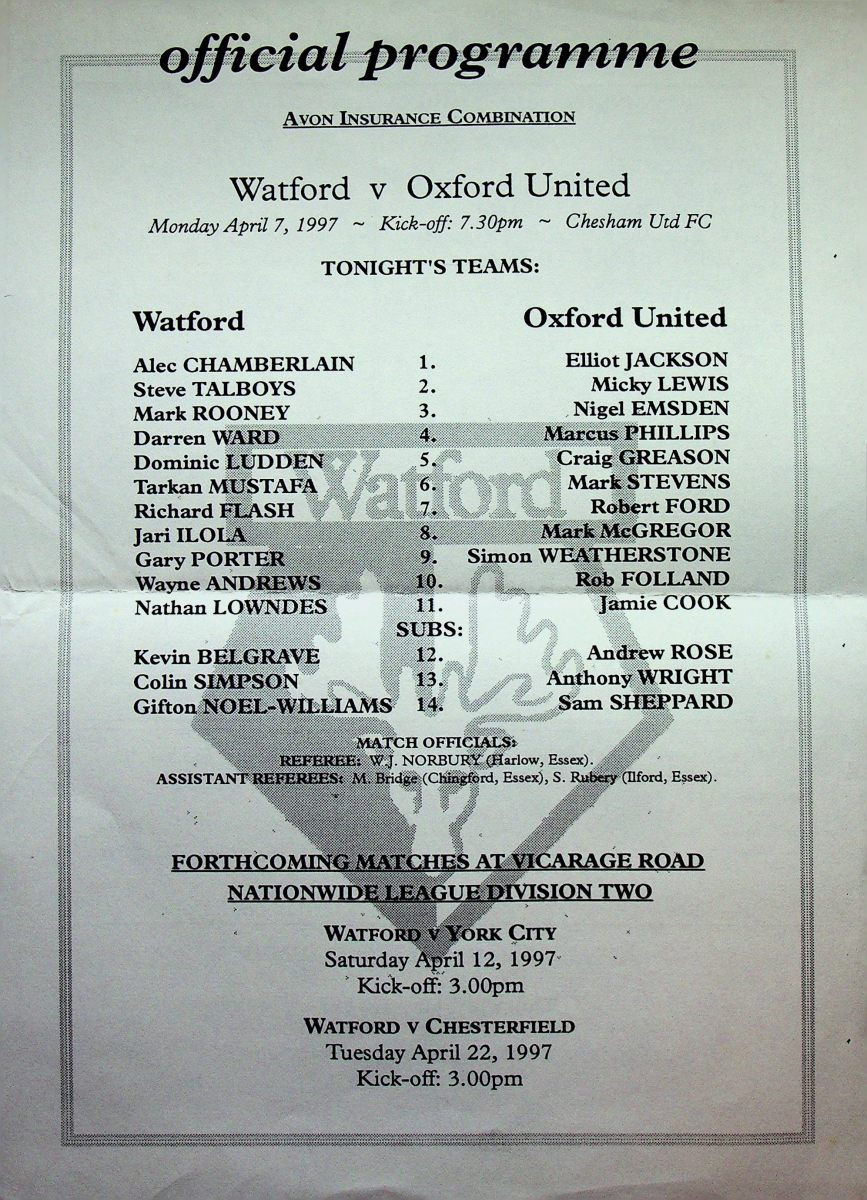 official programme
AVON INSURANCE COMBINATION
Watford v Oxford United
Monday April 7, 1997 ~ Kick-off: 7.30pm ~ Chesham Utd FC
TONIGHT'S TEAMS:
Watford Oxford United
Alec CHAMBERLAIN 1. Elliot JACKSON
Steve TALBOYS 2. Micky LEWIS
Mark ROONEY 3. Nigel EMSDEN
Darren WARD 4. Marcus PHILLIPS
Dominic LUDDEN 5. Craig GREASON
Tarkan MUSTAFA 6. Mark STEVENS
Richard FLASH 7. Robert FORD
Jari ILOLA 8. Mark McGREGOR
Gary PORTER 9. Simon WEATHERSTONE
Wayne ANDREWS 10. Rob FOLLAND
Nathan LOWNDES 11. Jamie COOK
SUBS:
Kevin BELGRAVE 12. Andrew ROSE
Colin SIMPSON 13. Anthony WRIGHT
Gifton NOEL-WILLIAMS 14. Sam SHEPPARD
Watford
MATCH OFFICIALS:
REFEREE: W.J. NORBURY (Harlow, Essex).
ASSISTANT REFEREES: M. Bridge (Chingford, Essex), S. Rubery (Ilford, Essex).
FORTHCOMING MATCHES AT VICARAGE ROAD
NATIONWIDE LEAGUE DIVISION TWO
WATFORD V YORK CITY
Saturday April 12, 1997
Kick-off: 3.00pm
WATFORD V CHESTERFIELD
Tuesday April 22, 1997
Kick-off: 3.00pm